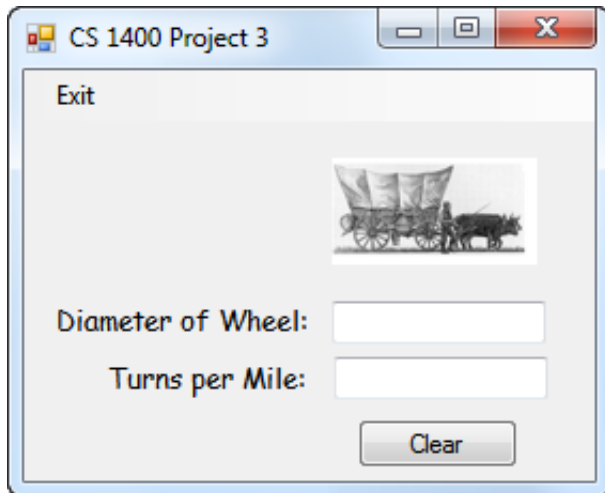 CS 1400 Project 3
Exit
Diameter of Wheel:
Turns per Mile:
Clear